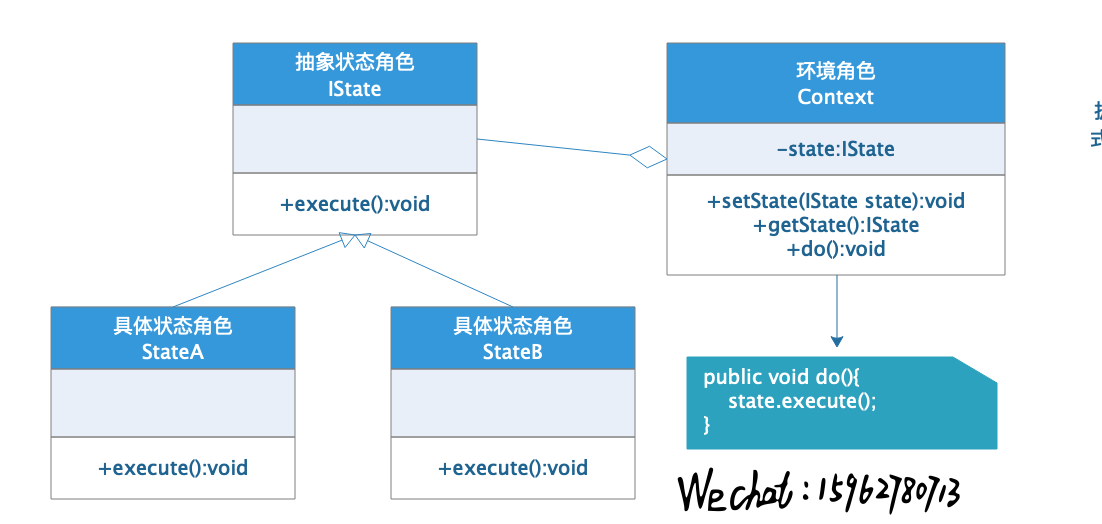 抽象状态角色
IState
+execute():void
环境角色
Context
-state:IState
+setState(IState state):void
+getState():IState
+do():void
具体状态角色
StateA
+execute():void
具体状态角色
StateB
+execute():void
public void do(){
state.execute();
}
Wechat:15962780713
式